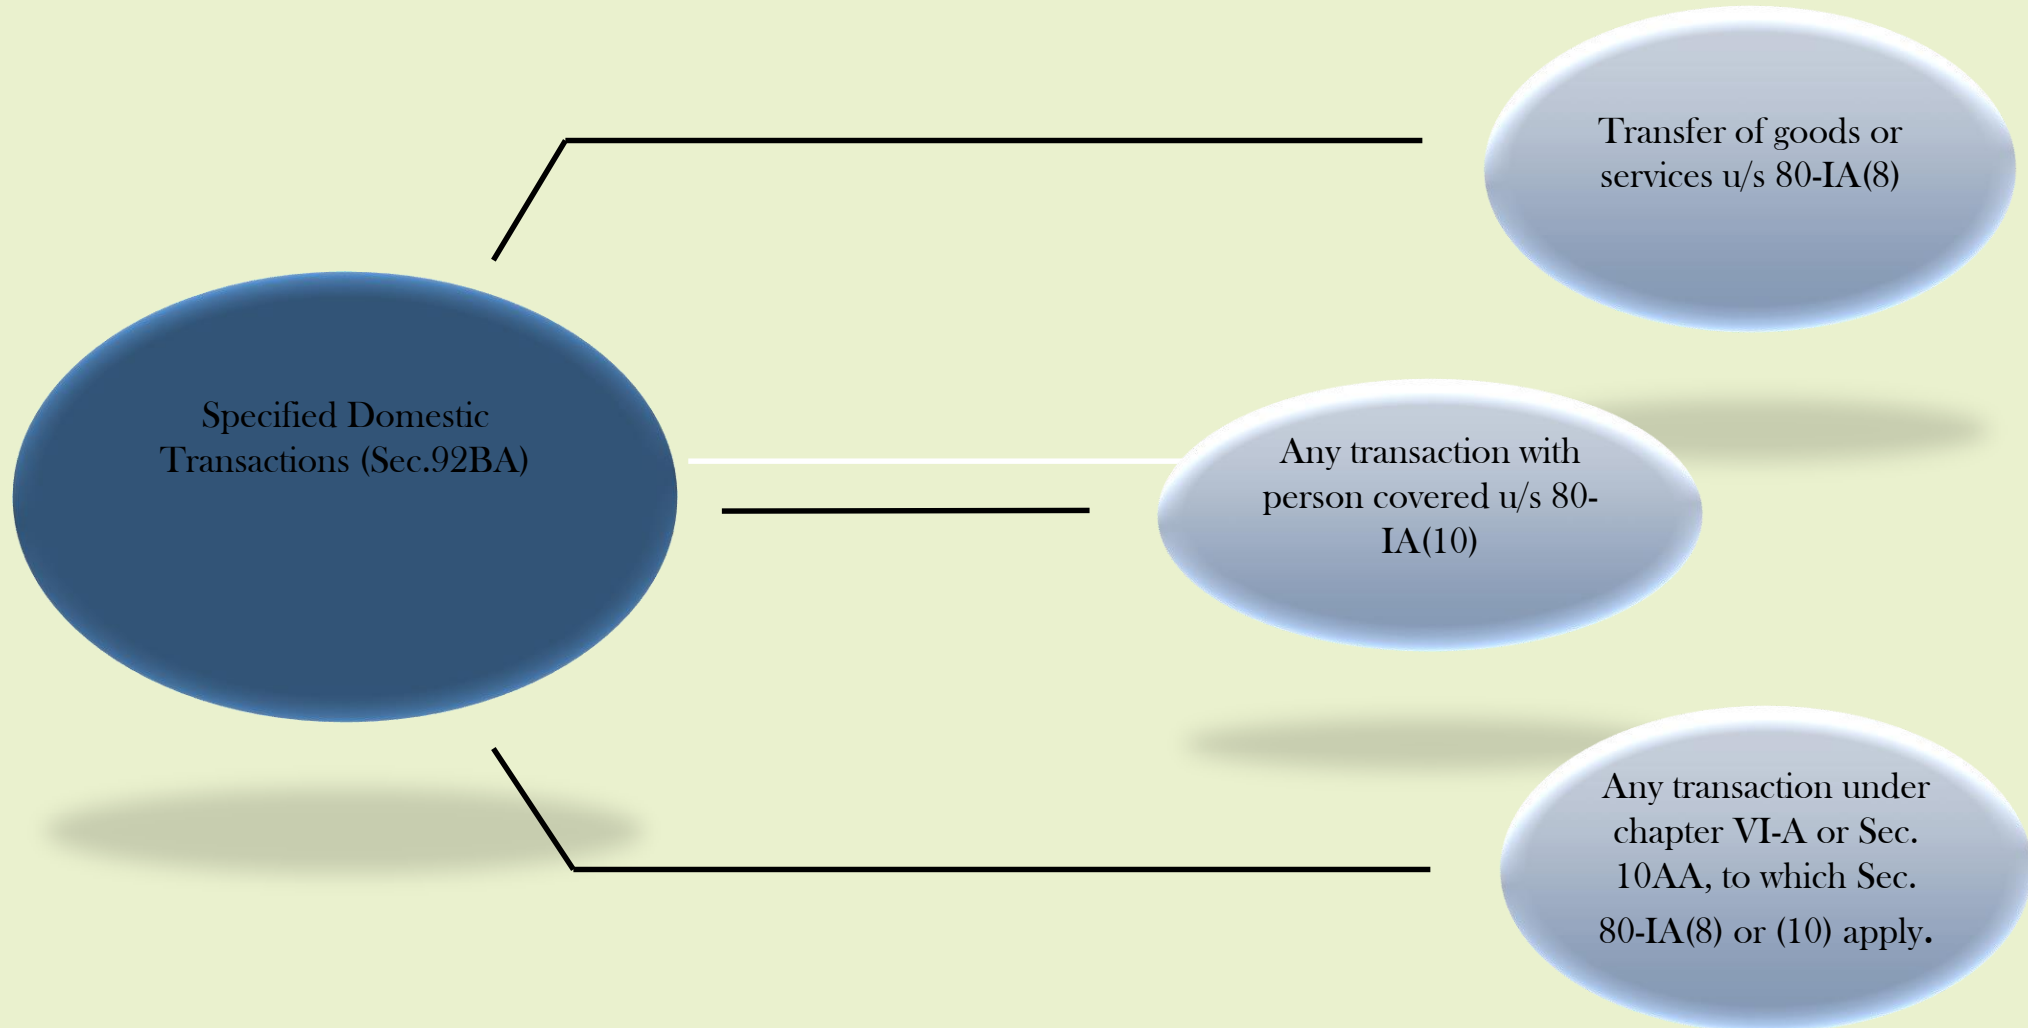 Transfer of goods or
services u/s 80-IA(8)
Specified Domestic
Transactions (Sec.92BA)
Any transaction with
person covered u/s 80-
IA(10)
Any transaction under
chapter VI-A or Sec.
10AA, to which Sec.
80-IA(8) or (10) apply.